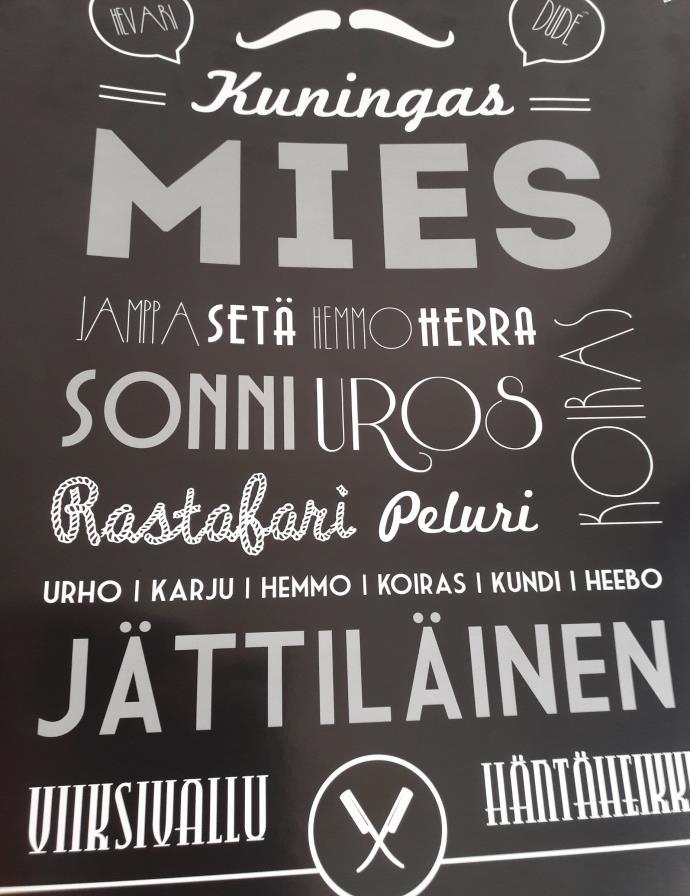 HEVARI DUDE
Kuningas
MIES
JAMPPA SETÄ HEMMO HERRA
KOIRAS
SONNI UROS
Rastafari Peluri
URHO | KARJU | HEMMO | KOIRAS | KUNDI | HEEBO
JÄTTILÄINEN
VIIKSIVALLU HÄNTÄHEIKK